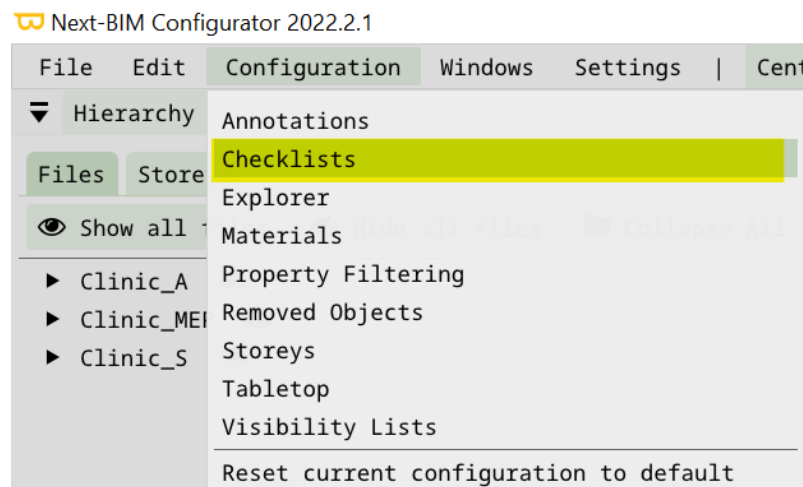 Next-BIM Configurator 2022.2.1
File Edit Configuration Windows Settings | Cent
Hierarchy
Annotations
Files Store
Checklists
Explorer
Show all Hide all files Collapse All
Materials
Clinic_A
Property Filtering
Clinic_MEP
Removed Objects
Clinic_S
Storeys
Tabletop
Visibility Lists
Reset current configuration to default